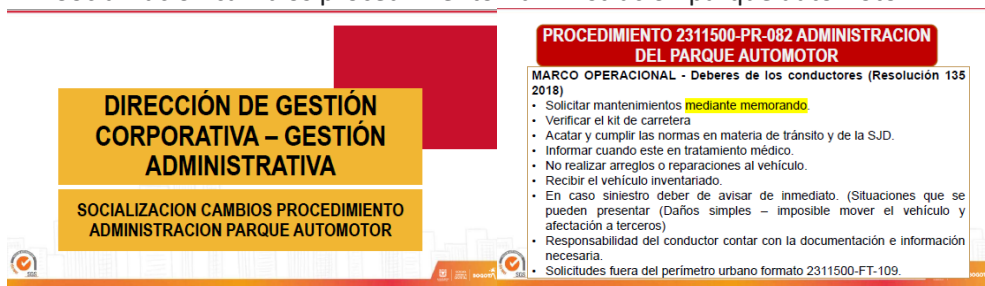 DIRECCIÓN DE GESTIÓN
CORPORATIVA – GESTIÓN
ADMINISTRATIVA
SOCIALIZACION CAMBIOS PROCEDIMIENTO
ADMINISTRACION PARQUE AUTOMOTOR
PROCEDIMIENTO 2311500-PR-082 ADMINISTRACION
DEL PARQUE AUTOMOTOR
MARCO OPERACIONAL - Deberes de los conductores (Resolución 135
2018)
• Solicitar mantenimientos mediante memorando.
• Verificar el kit de carretera
• Acatar y cumplir las normas en materia de tránsito y de la SJD.
• Informar cuando este en tratamiento médico.
• No realizar arreglos o reparaciones al vehículo.
• Recibir el vehículo inventariado.
• En caso siniestro deber de avisar de inmediato. (Situaciones que se
pueden presentar (Daños simples – imposible mover el vehículo y
afectación a terceros)
• Responsabilidad del conductor contar con la documentación e información
necesaria.
• Solicitudes fuera del perímetro urbano formato 2311500-FT-109.